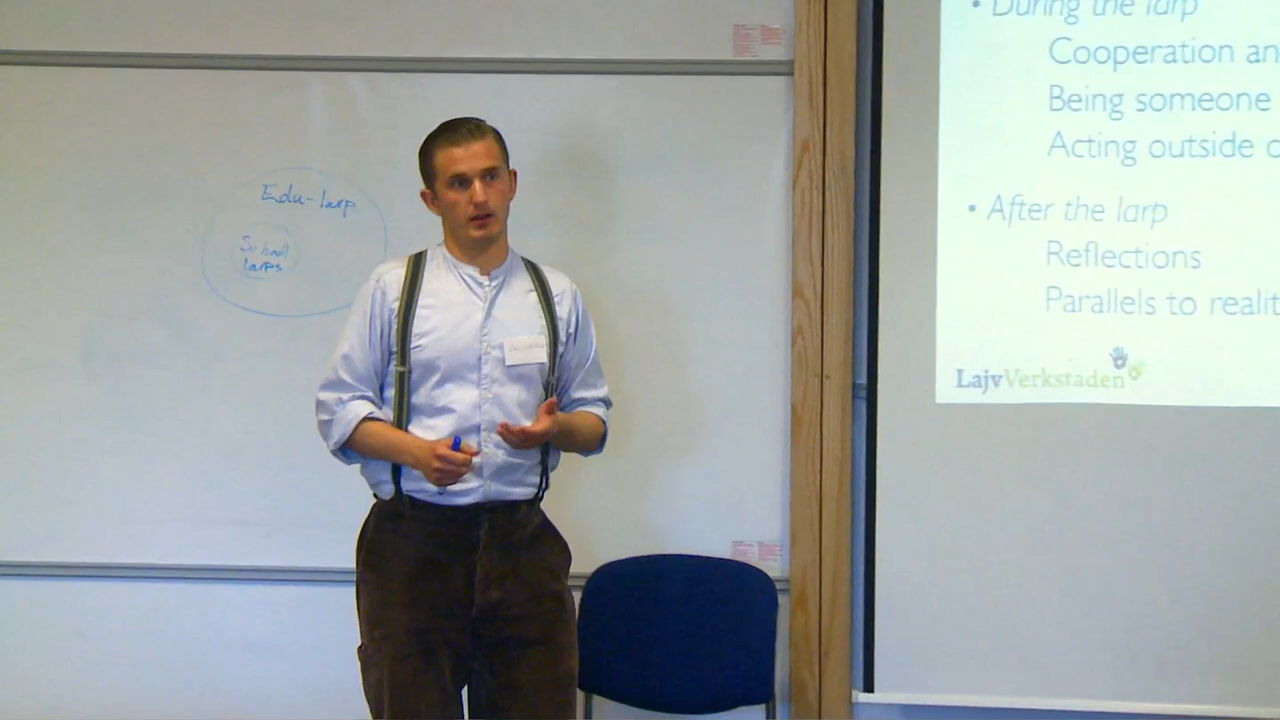 Edu-larp
School
larps
• During the larp
Cooperation an
Being someone
Acting outside o
• After the larp
Reflections
Parallels to realit
LajvVerkstaden